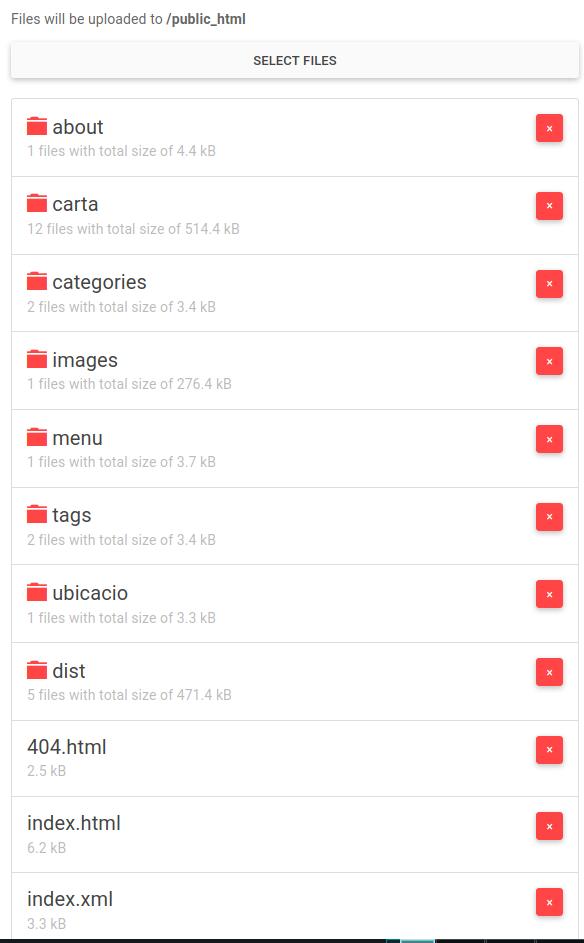 Files will be uploaded to /public_html
SELECT FILES
about
1 files with total size of 4.4 kB
carta
12 files with total size of 514.4 kB
categories
2 files with total size of 3.4 kB
images
1 files with total size of 276.4 kB
menu
1 files with total size of 3.7 kB
tags
2 files with total size of 3.4 kB
ubicacio
1 files with total size of 3.3 kB
dist
5 files with total size of 471.4 kB
404.html
2.5 kB
index.html
6.2 kB
index.xml
3.3 kB